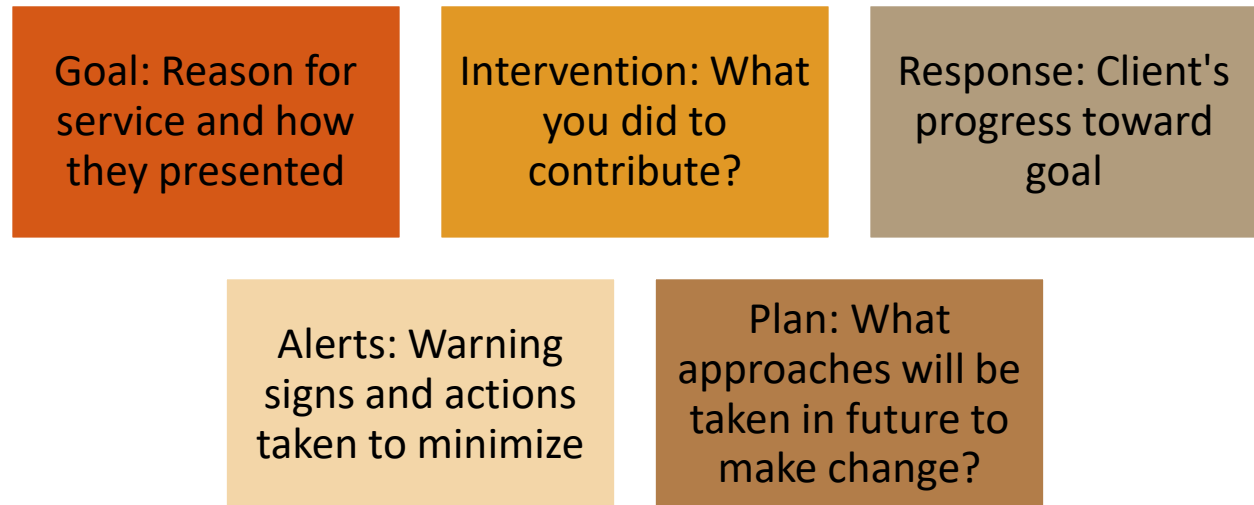 Goal: Reason for
service and how
they presented
Intervention: What
you did to
contribute?
Response: Client's
progress toward
goal
Alerts: Warning
signs and actions
taken to minimize
Plan: What
approaches will be
taken in future to
make change?